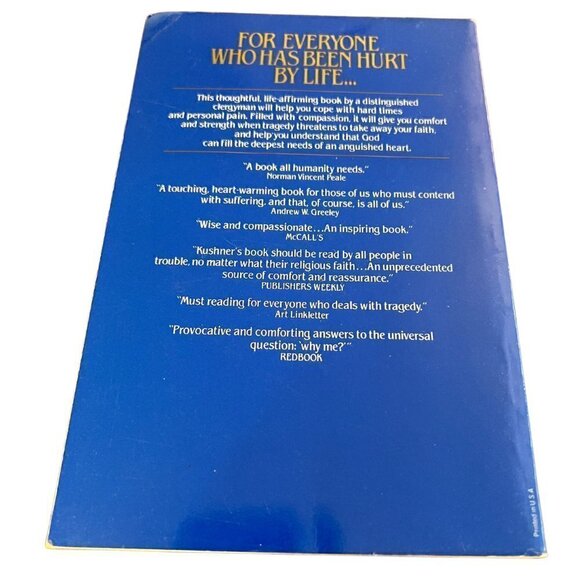 FOR EVERYONE
WHO HAS BEEN HURT
BY LIFE...
This thoughtful, life-affirming book by a distinguished
clergyman will help you cope with hard times
and personal pain. Filled with compassion, it will give you comfort
and strength when tragedy threatens to take away your faith,
and help you understand that God
can fill the deepest needs of an anguished heart.
"A book all humanity needs."
Norman Vincent Peale
"A touching, heart-warming book for those of us who must contend
with suffering, and that, of course, is all of us."
Andrew W. Greeley
"Wise and compassionate...An inspiring book."
McCALL'S
"Kushner's book should be read by all people in
trouble, no matter what their religious faith...An unprecedented
source of comfort and reassurance."
PUBLISHERS WEEKLY
"Must reading for everyone who deals with tragedy."
Art Linkletter
"Provocative and comforting answers to the universal
question: 'why me?'"
REDBOOK
Printed in U S A